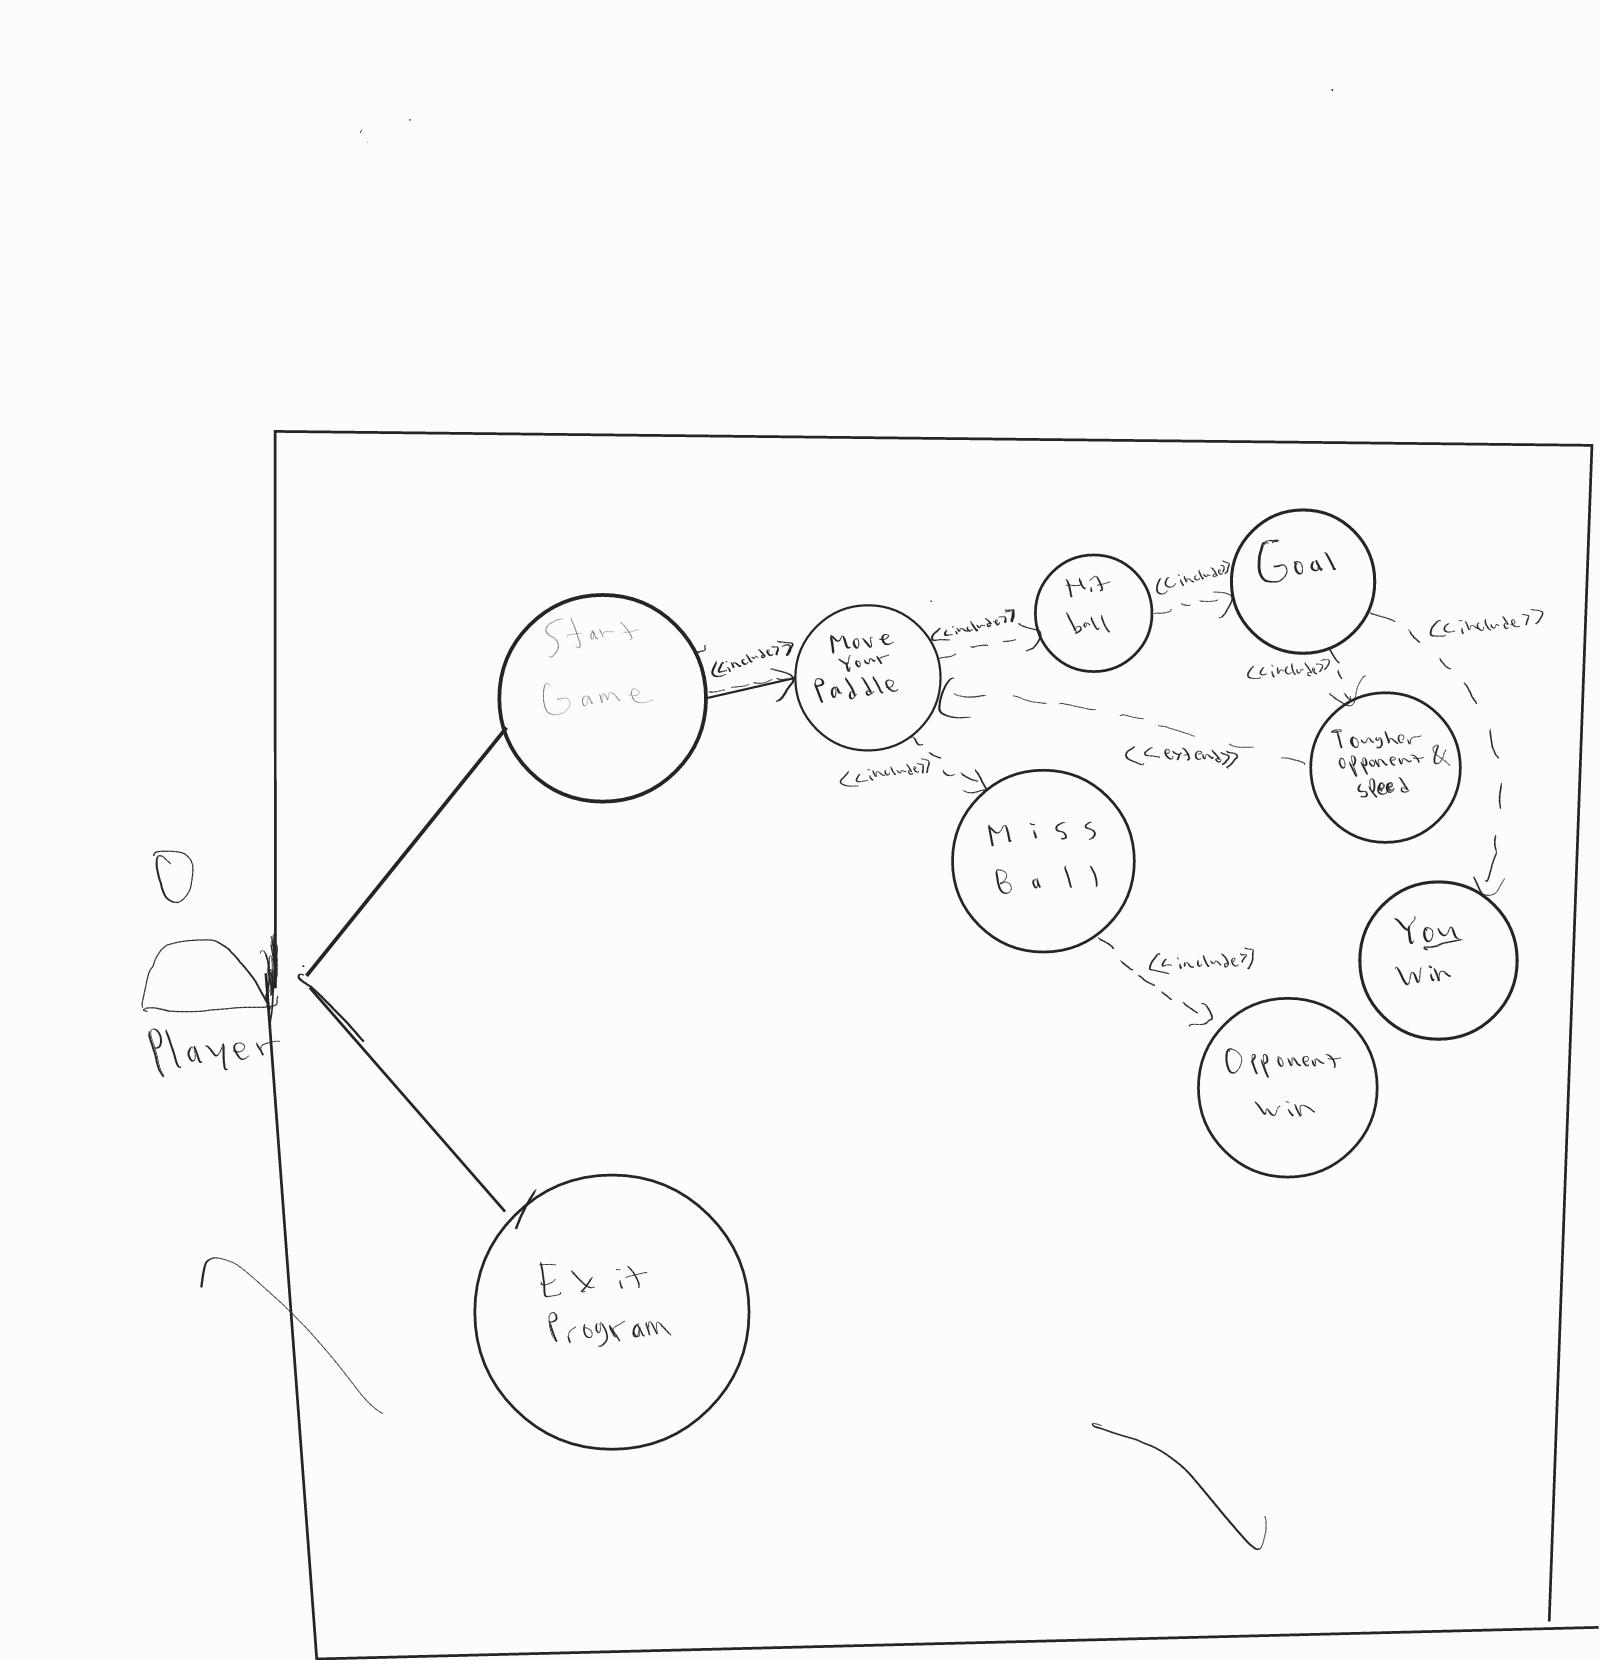 Start
Game
<<include>>
Move
Your
Paddle
<<include>>
Hit
ball
<<include>>
Goal
<<include>>
<<include>>
Tougher
opponent &
speed
<<extend>>
<<include>>
Miss
Ball
<<include>>
You
win
Opponent
win
Player
Exit
Program